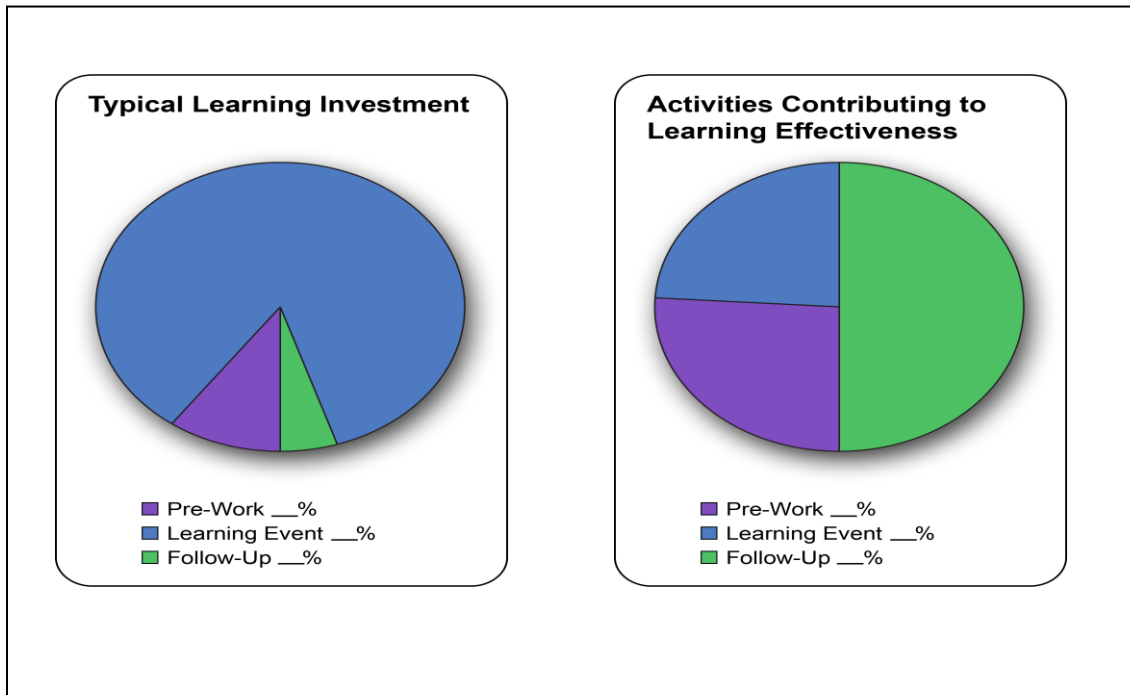 Typical Learning Investment
Pre-Work __%
Learning Event __%
Follow-Up __%
Activities Contributing to
Learning Effectiveness
Pre-Work __%
Learning Event __%
Follow-Up __%